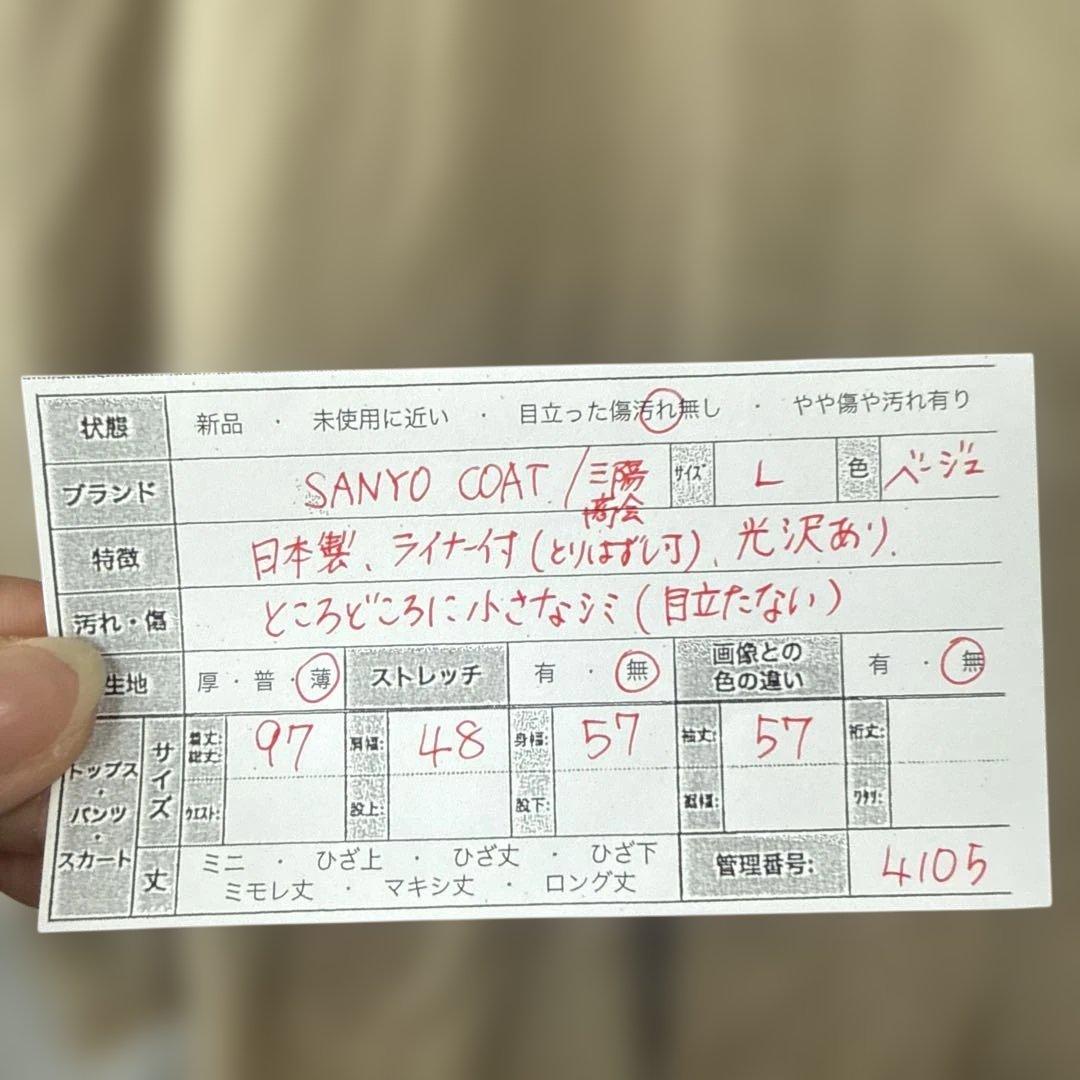 状態 新品 ・ 未使用に近い ・ 目立った傷汚れ無し ・ やや傷や汚れ有り
ブランド SANYO COAT / 三陽商会 サイズ L 色 ベージュ
特徴 日本製、ライナー付(とりはずし可)、光沢あり、
汚れ・傷 ところどころに小さなシミ(目立たない)
生地 厚・普・薄 ストレッチ 有・無 画像との色の違い 有・無
トップス・パンツ・スカート サイズ 着丈:総丈: 97 肩幅: 48 身幅: 57 袖丈: 57 裄丈:
ウエスト: 股上: 股下: 裾幅: ワタリ:
丈 ミニ ・ ひざ上 ・ ひざ丈 ・ ひざ下
ミモレ丈 ・ マキシ丈 ・ ロング丈
管理番号: 4105